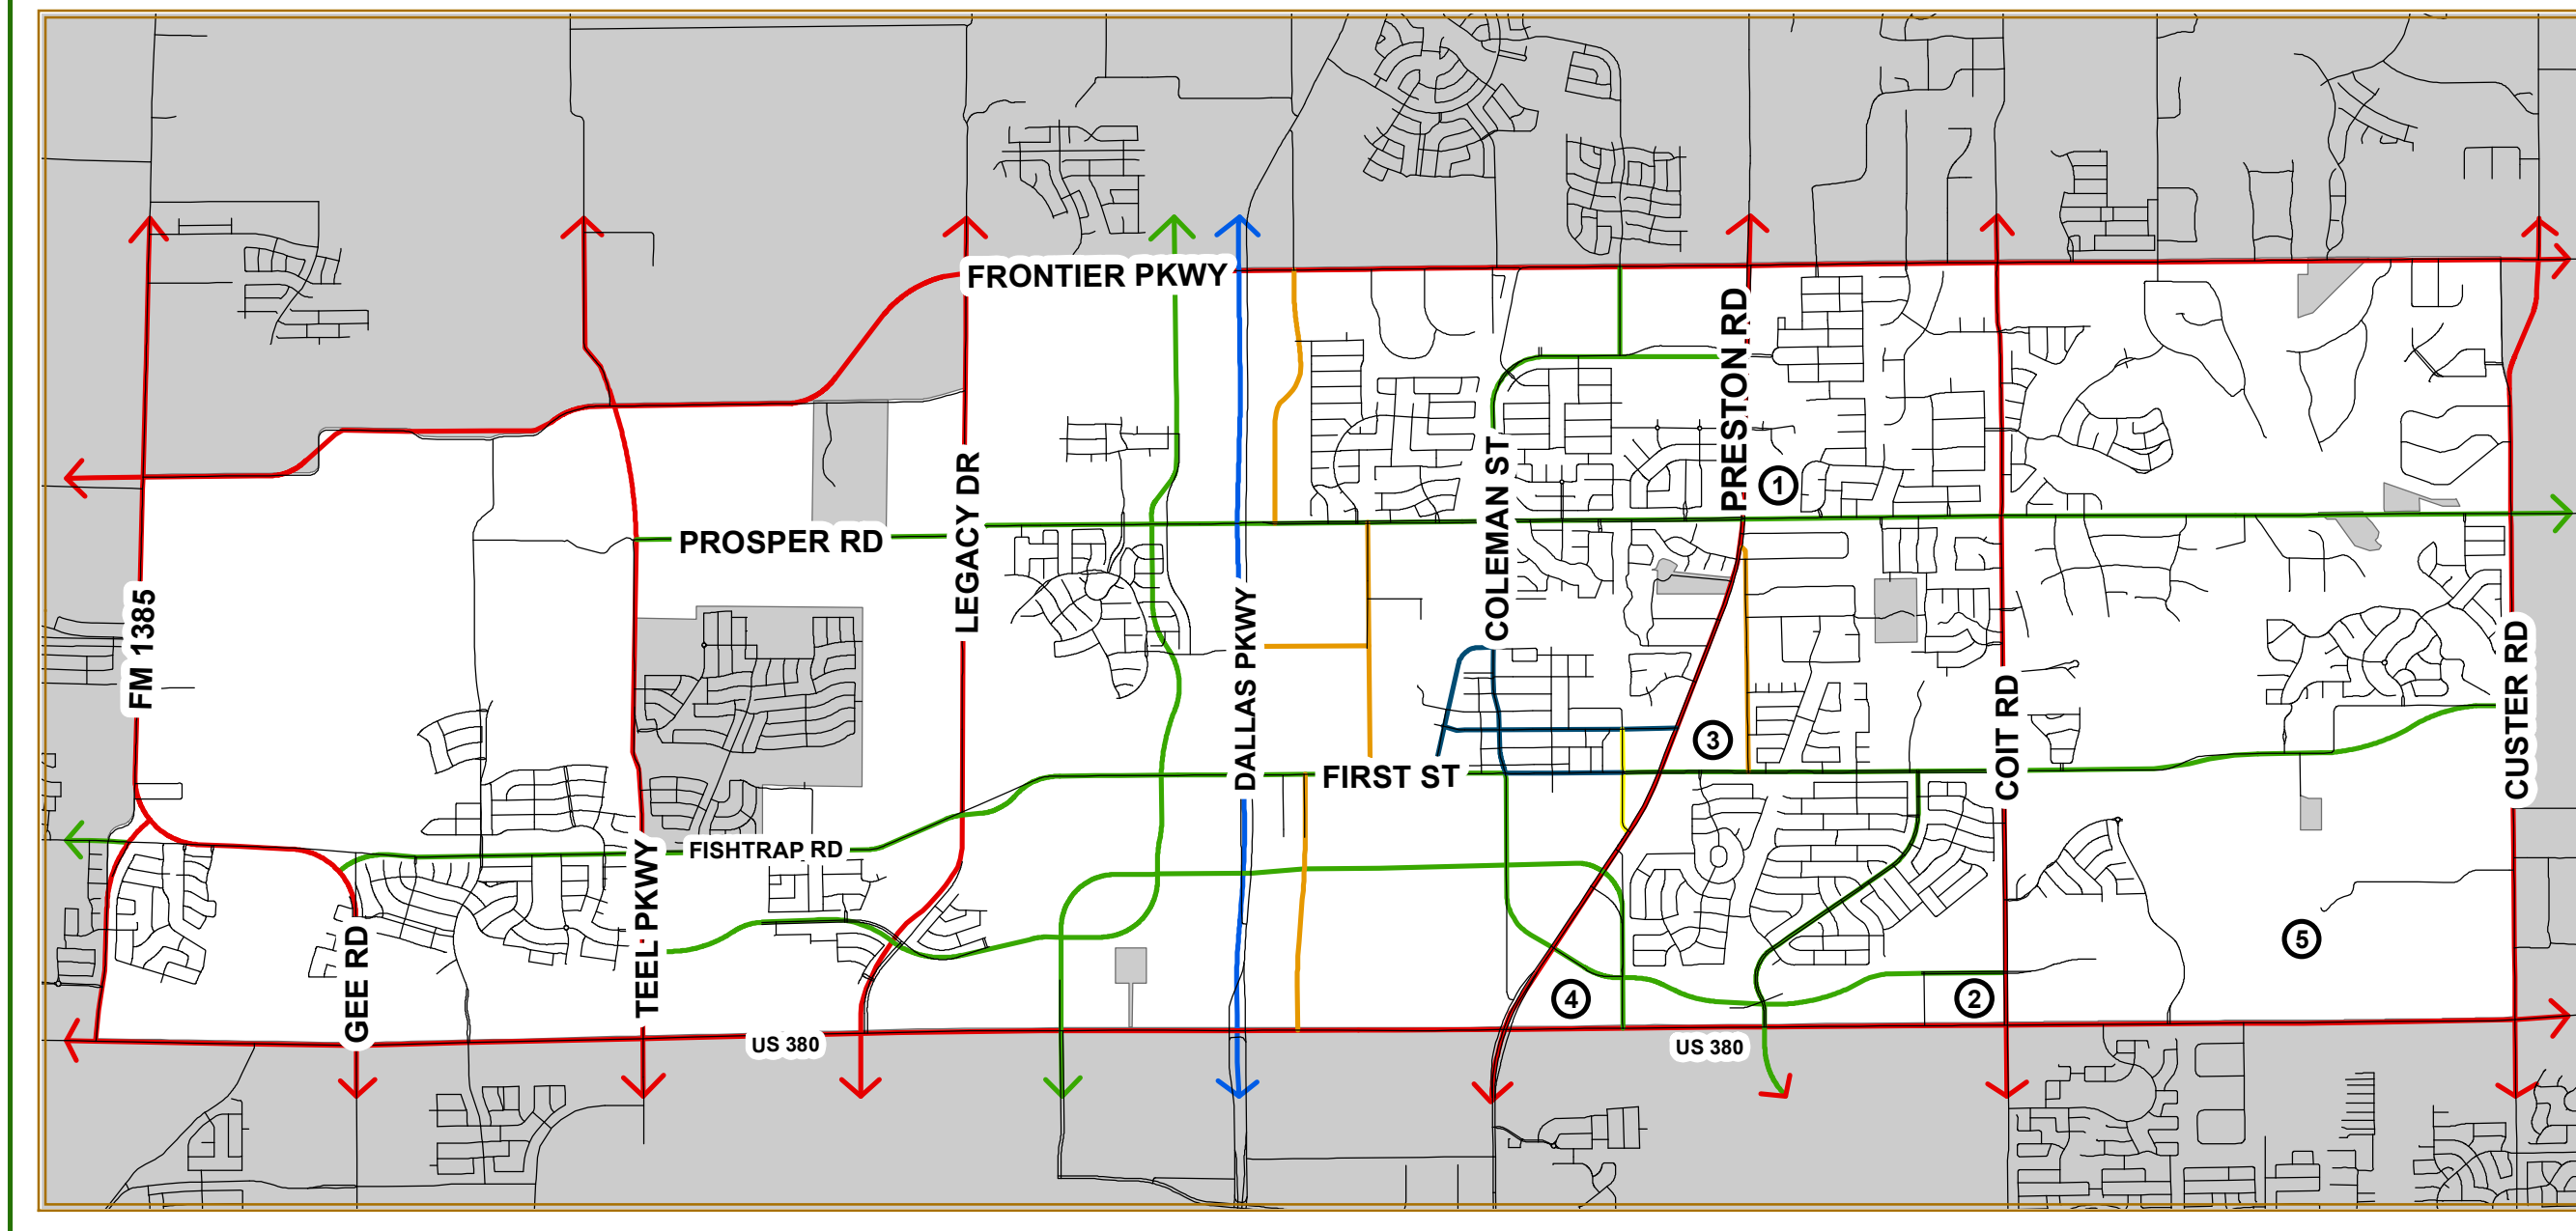 FRONTIER PKWY
PRESTON RD
1
COLEMAN ST
LEGACY DR
PROSPER RD
DALLAS PKWY
FM 1385
COIT RD
CUSTER RD
3
FIRST ST
FISHTRAP RD
TEEL PKWY
GEE RD
5
4
2
US 380
US 380